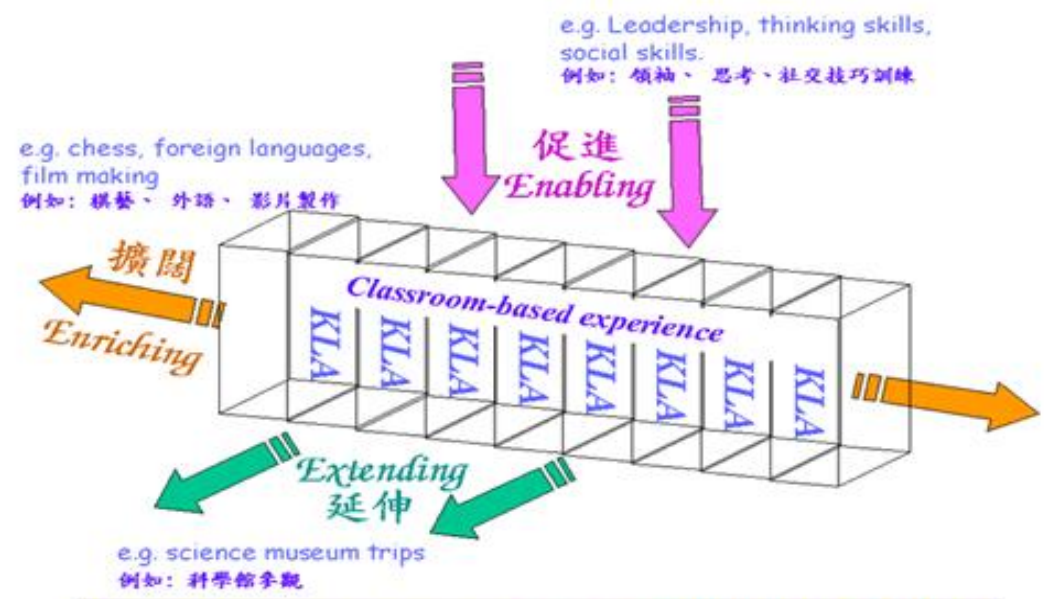 e.g. Leadership, thinking skills,
social skills.
例如: 領袖、 思考、社交技巧訓練
促進
Enabling
e.g. chess, foreign languages,
film making
例如: 棋藝、 外語、 影片製作
擴闊
Enriching
Classroom-based experience
KLA
KLA
KLA
KLA
KLA
KLA
KLA
KLA
Extending
延伸
e.g. science museum trips
例如: 科學館參觀